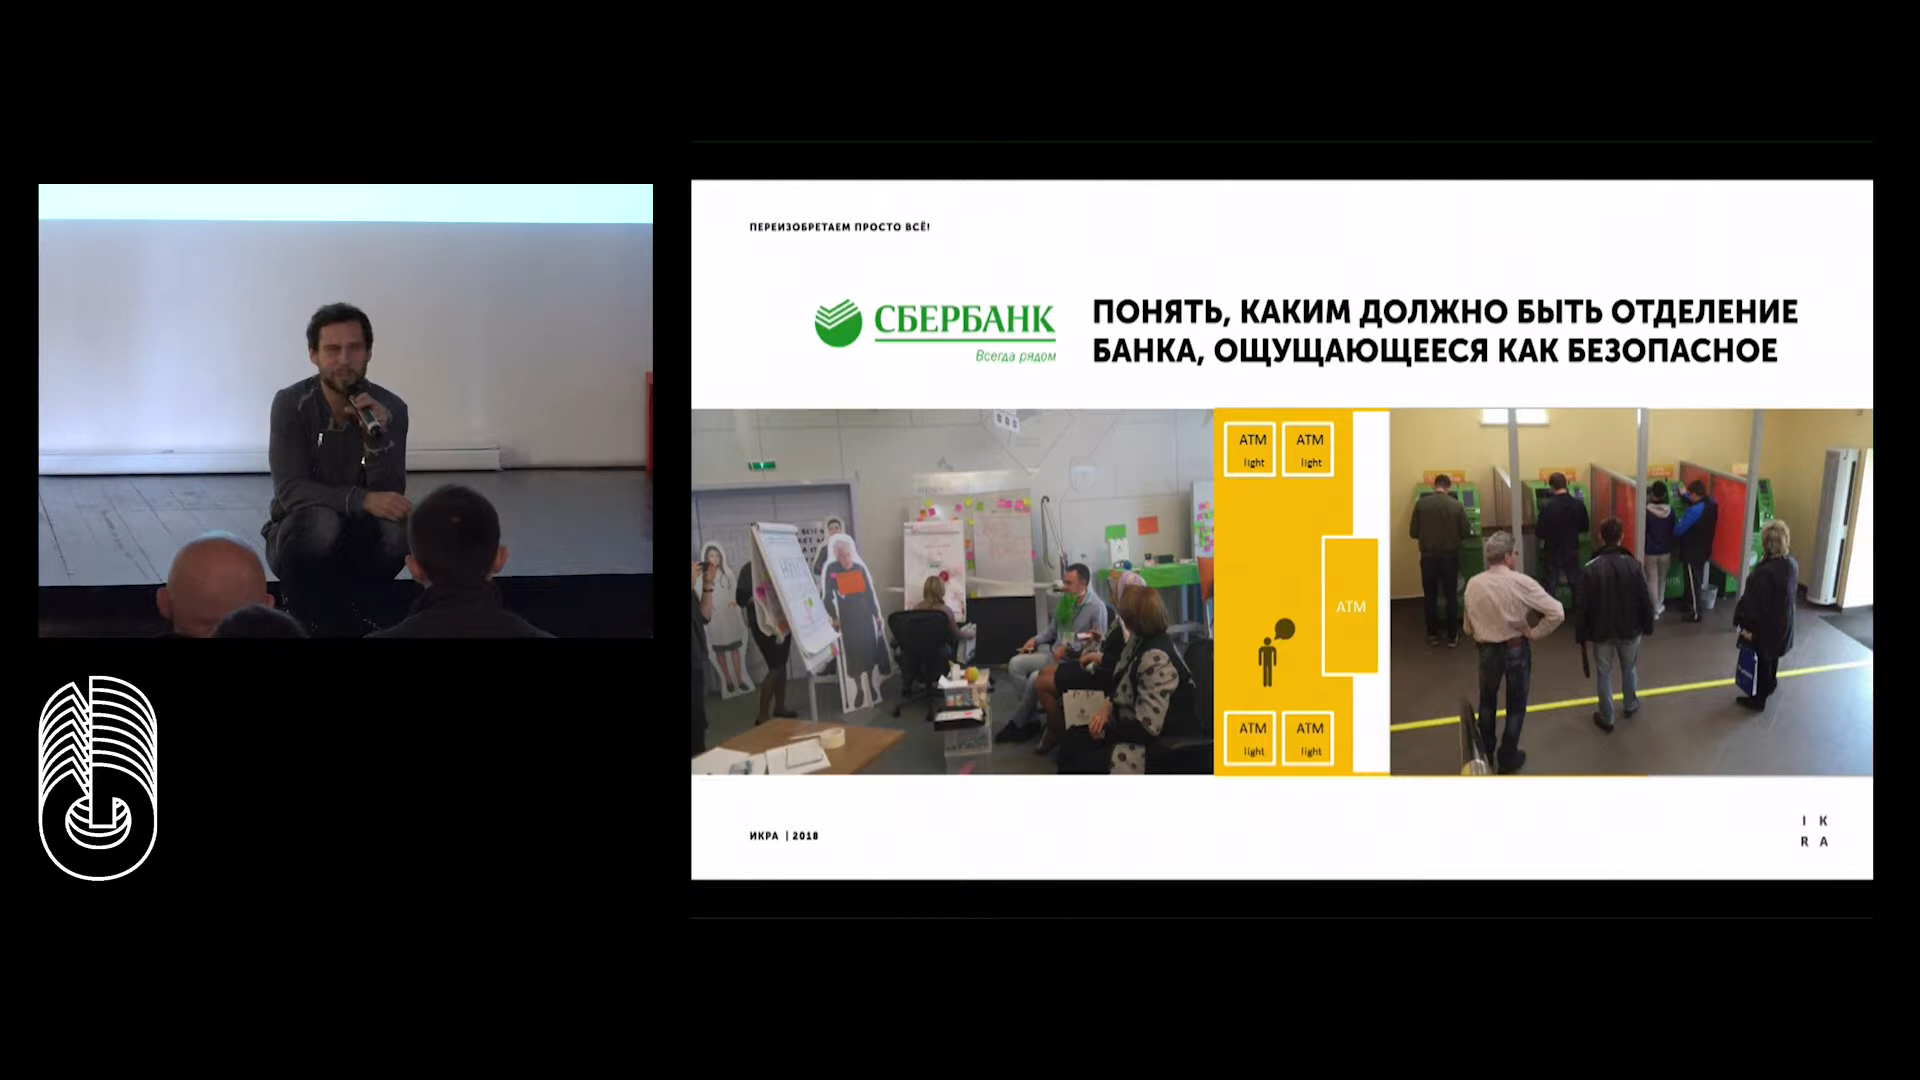 ПЕРЕИЗОБРЕТАЕМ ПРОСТО ВСЁ!
СБЕРБАНК
Всегда рядом
ПОНЯТЬ, КАКИМ ДОЛЖНО БЫТЬ ОТДЕЛЕНИЕ
БАНКА, ОЩУЩАЮЩЕЕСЯ КАК БЕЗОПАСНОЕ
ATM
light
ATM
light
ATM
ATM
light
ATM
light
ИКРА | 2018
I K
R A